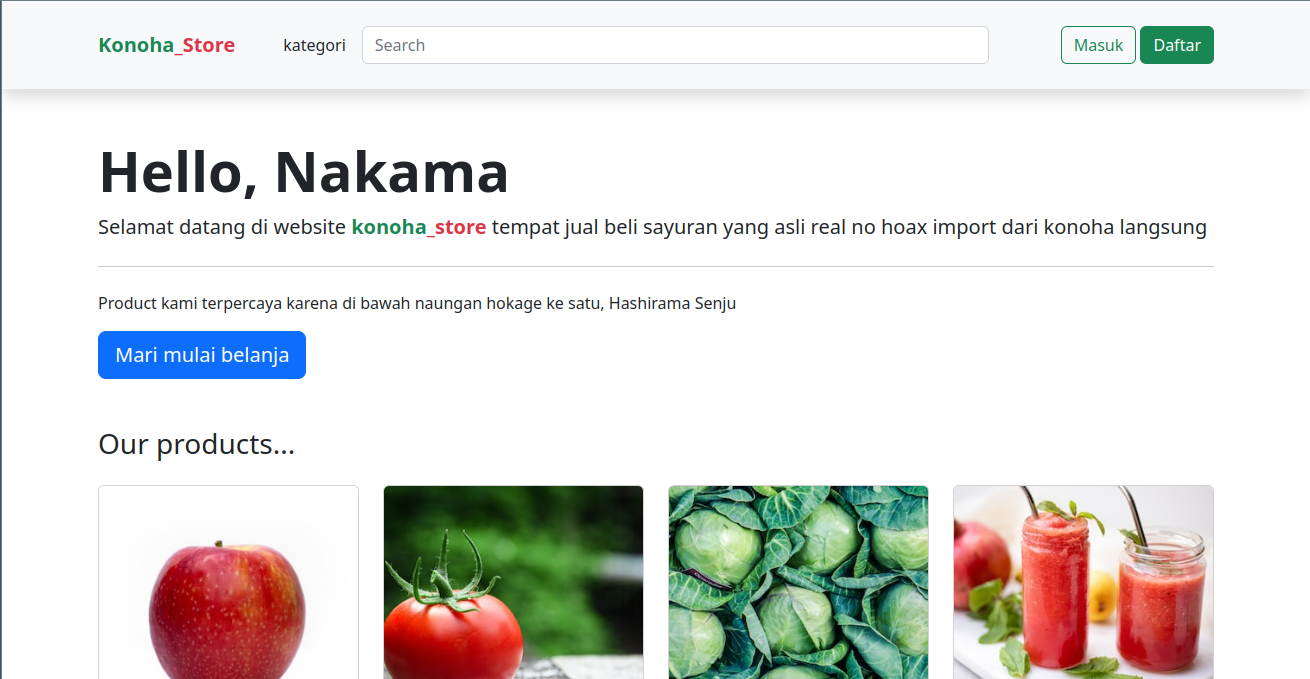 Konoha_Store kategori Search Masuk Daftar
Hello, Nakama
Selamat datang di website konoha_store tempat jual beli sayuran yang asli real no hoax import dari konoha langsung
Product kami terpercaya karena di bawah naungan hokage ke satu, Hashirama Senju
Mari mulai belanja
Our products...